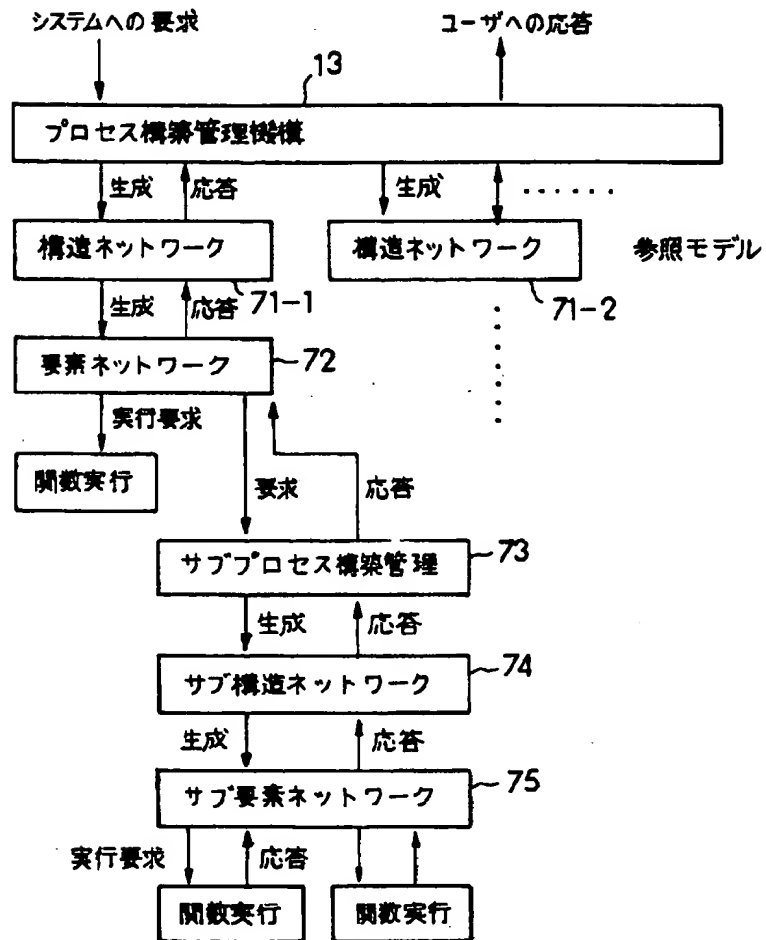 システムへの要求
ユーザへの応答
13
プロセス構築管理機構
生成
応答
生成
......
構造ネットワーク
構造ネットワーク
参照モデル
71-1
71-2
生成
応答
要素ネットワーク
72
実行要求
関数実行
要求
応答
サブプロセス構築管理
73
生成
応答
サブ構造ネットワーク
74
生成
応答
サブ要素ネットワーク
75
実行要求
応答
関数実行
関数実行